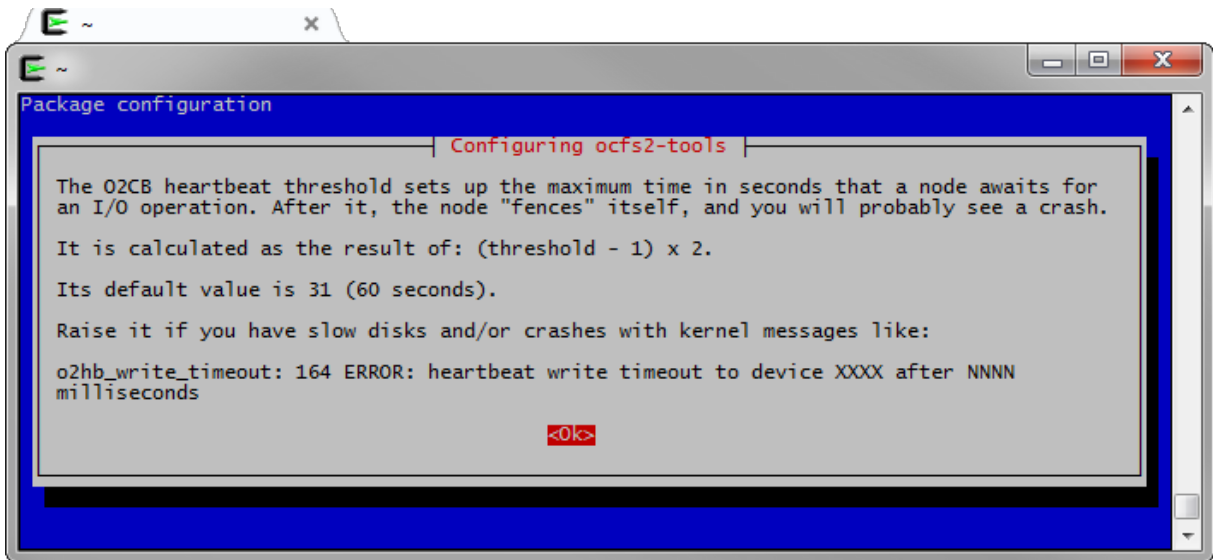 ~
~
Package configuration
Configuring ocfs2-tools
The O2CB heartbeat threshold sets up the maximum time in seconds that a node awaits for
an I/O operation. After it, the node "fences" itself, and you will probably see a crash.
It is calculated as the result of: (threshold - 1) x 2.
Its default value is 31 (60 seconds).
Raise it if you have slow disks and/or crashes with kernel messages like:
o2hb_write_timeout: 164 ERROR: heartbeat write timeout to device XXXX after NNNN
milliseconds
<Ok>